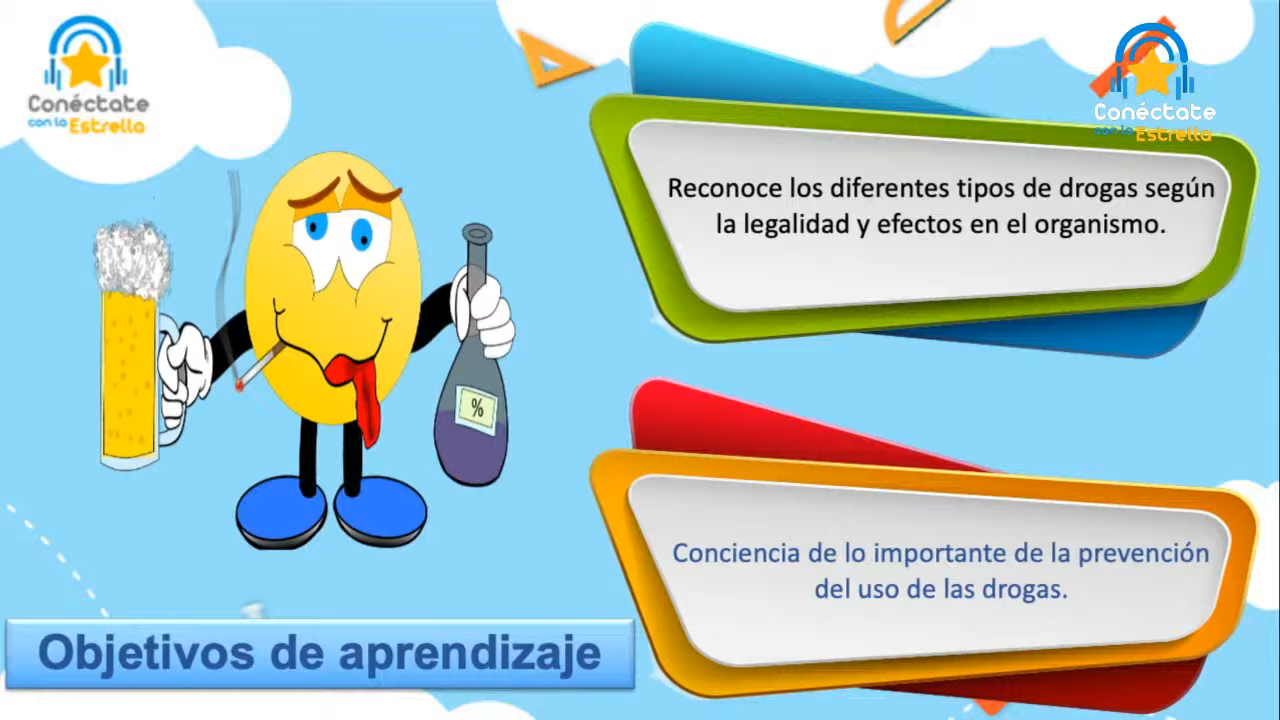 Conéctate
con la Estrella
Conéctate
con la Estrella
Reconoce los diferentes tipos de drogas según
la legalidad y efectos en el organismo.
%
Conciencia de lo importante de la prevención
del uso de las drogas.
Objetivos de aprendizaje